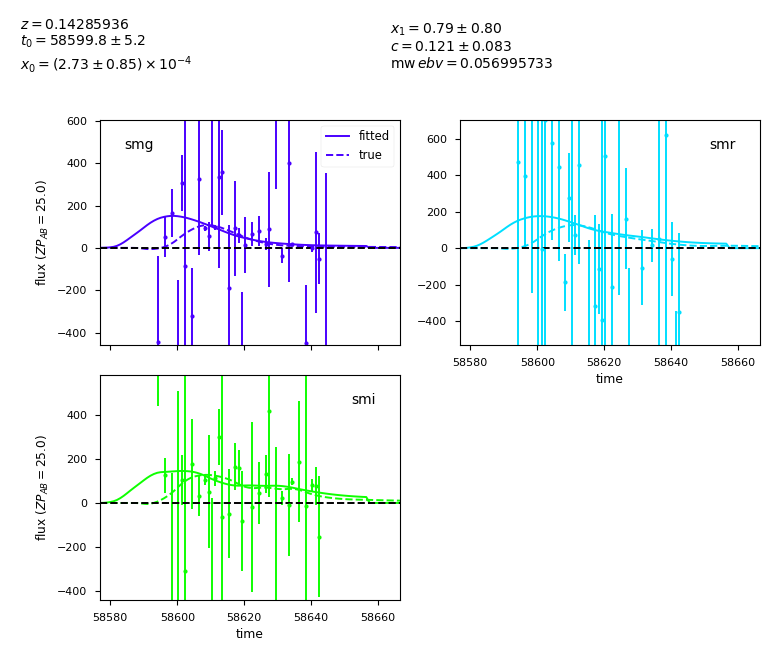 z = 0.14285936
t₀ = 58599.8 ± 5.2
x₀ = (2.73 ± 0.85) × 10⁻⁴
x₁ = 0.79 ± 0.80
c = 0.121 ± 0.083
mw ebv = 0.056995733
600
400
200
0
−200
−400
flux (ZP_AB = 25.0)
smg
fitted
true
600
400
200
0
−200
−400
smr
58580 58600 58620 58640 58660
time
400
200
0
−200
−400
flux (ZP_AB = 25.0)
smi
58580 58600 58620 58640 58660
time